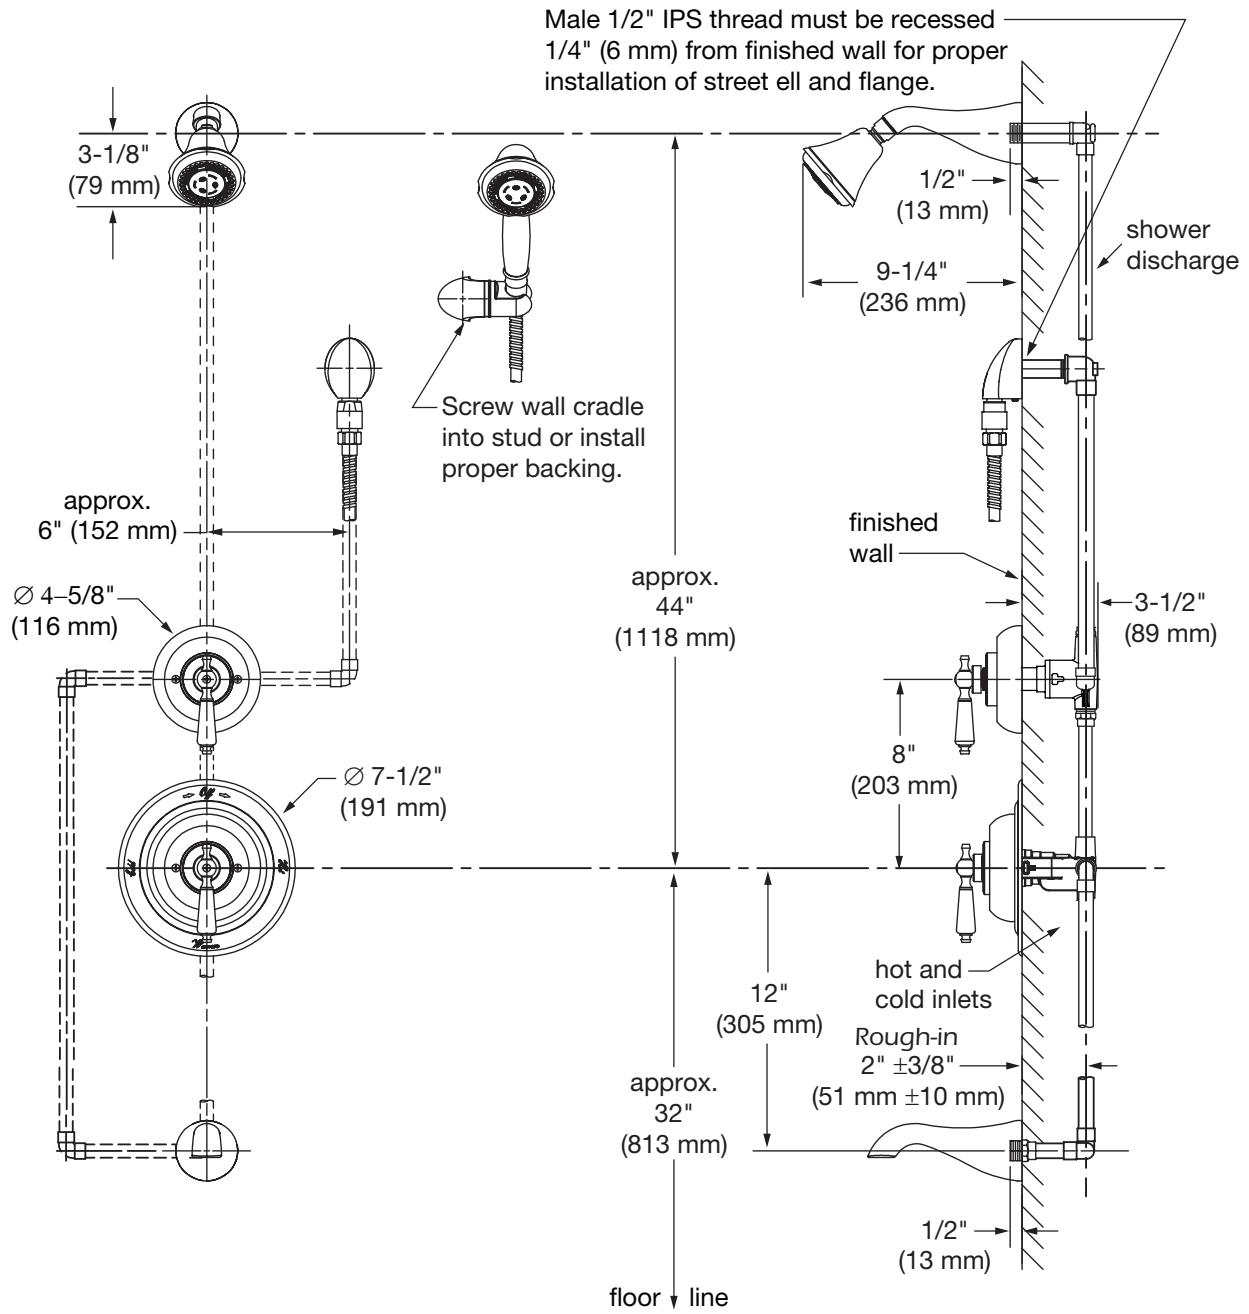 Male 1/2" IPS thread must be recessed
1/4" (6 mm) from finished wall for proper
installation of street ell and flange.
3-1/8"
(79 mm)
1/2"
(13 mm)
shower
discharge
9-1/4"
(236 mm)
Screw wall cradle
into stud or install
proper backing.
approx.
6" (152 mm)
finished
wall
approx.
44"
(1118 mm)
∅ 4–5/8"
(116 mm)
3-1/2"
(89 mm)
8"
(203 mm)
∅ 7-1/2"
(191 mm)
Off
Warm
hot and
cold inlets
12"
(305 mm)
Rough-in
2" ±3/8"
(51 mm ±10 mm)
approx.
32"
(813 mm)
1/2"
(13 mm)
floor line